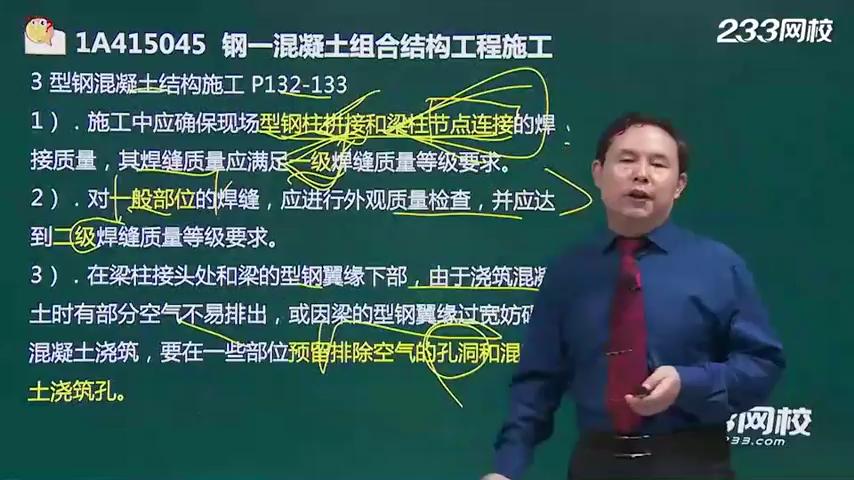 1A415045 钢一混凝土组合结构工程施工
233网校
3 型钢混凝土结构施工 P132-133
1）. 施工中应确保现场型钢柱拼接和梁柱节点连接的焊
接质量，其焊缝质量应满足一级焊缝质量等级要求。
2）. 对一般部位的焊缝，应进行外观质量检查，并应达
到二级焊缝质量等级要求。
3）. 在梁柱接头处和梁的型钢翼缘下部，由于浇筑混凝
土时有部分空气不易排出，或因梁的型钢翼缘过宽妨碍
混凝土浇筑，要在一些部位预留排除空气的孔洞和混
土浇筑孔。
3网校
233.com